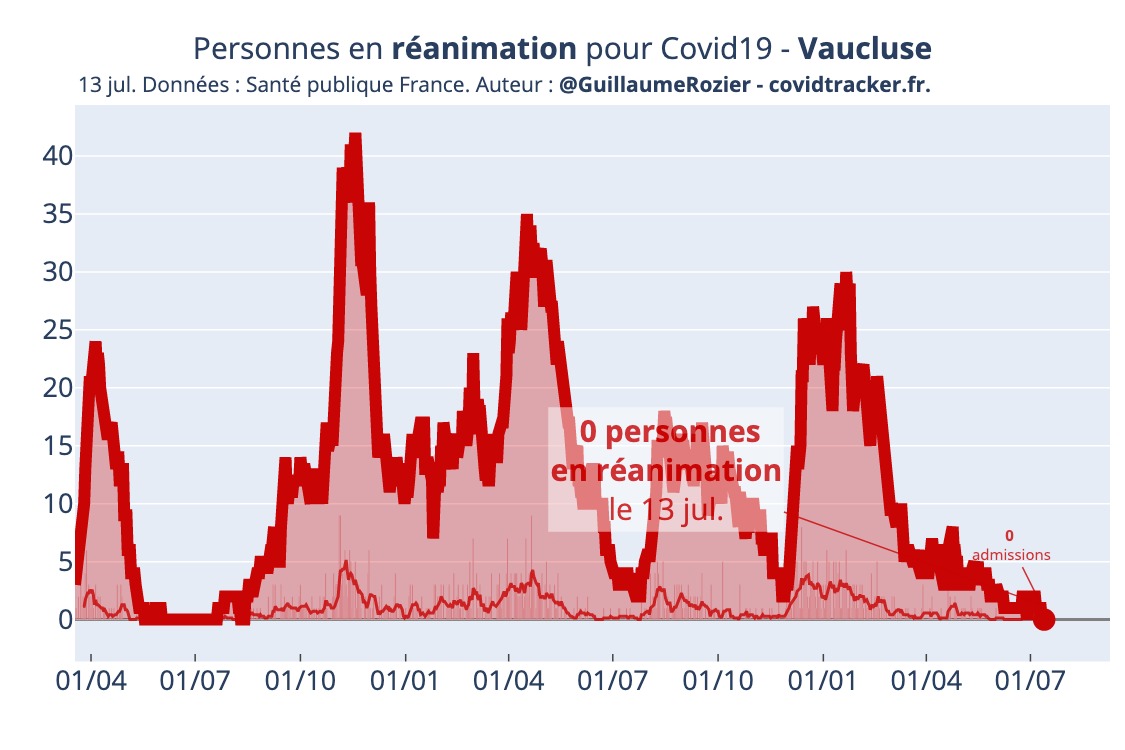 Personnes en réanimation pour Covid19 - Vaucluse
13 jul. Données : Santé publique France. Auteur : @GuillaumeRozier - covidtracker.fr.
40
35
30
25
20
15
10
5
0
0 personnes
en réanimation
le 13 jul.
0
admissions
01/04 01/07 01/10 01/01 01/04 01/07 01/10 01/01 01/04 01/07